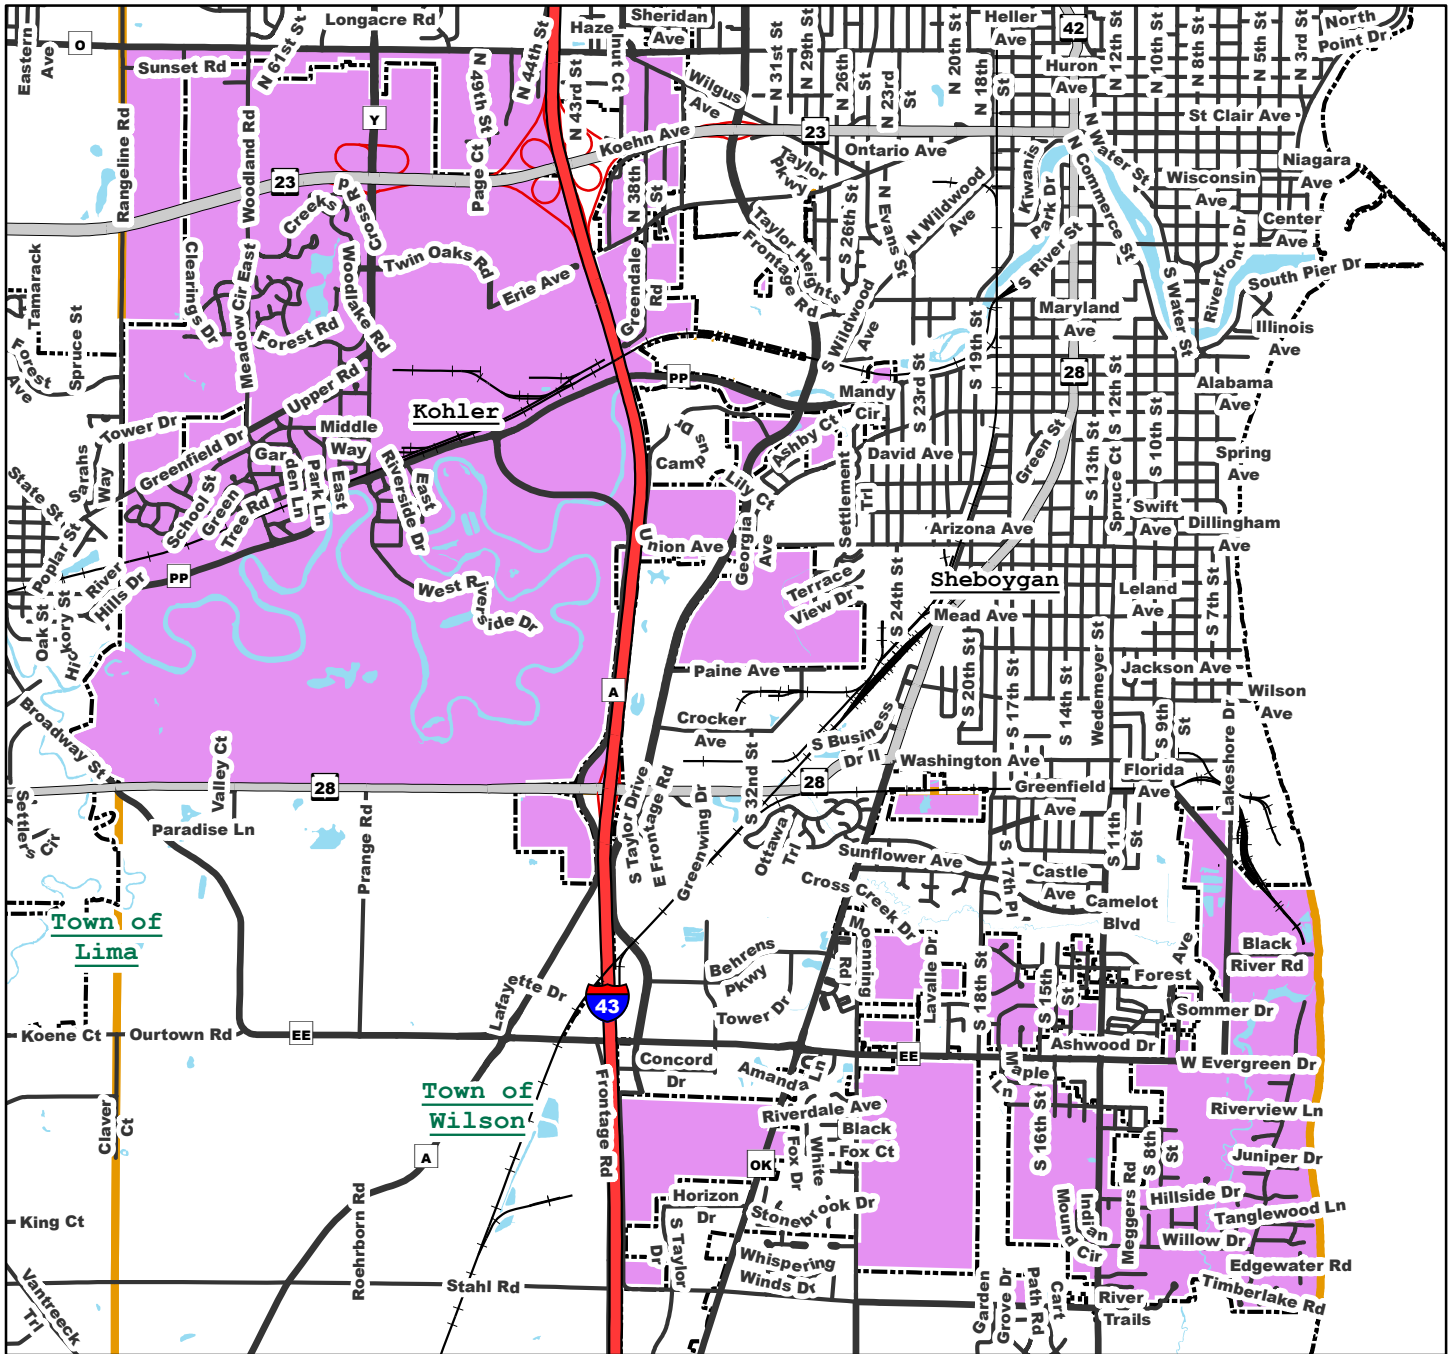 Eastern Ave
O
Longacre Rd
N 61st St
Sunset Rd
Rangeline Rd
Woodland Rd
Y
N 49th St
N 44th St
Page Ct
N 43rd St
Haze
Sheridan Ave
Wilgus Ave
N 31st St
N 29th St
N 26th St
N 23rd St
N 20th St
N 18th St
Heller Ave
42
Huron Ave
N 12th St
N 10th St
N 8th St
N 5th St
N 3rd St
North Point Dr
St Clair Ave
Niagara Ave
Wisconsin Ave
Center Ave
South Pier Dr
Illinois Ave
Alabama Ave
Koehn Ave
23
23
Ontario Ave
Taylor Pkwy
Taylor Heights
Frontage Rd
S 26th St
N Evans St
N Wildwood Ave
S Wildwood Ave
Kiwanis Park Dr
N Water St
N Commerce St
S River St
Riverfront Dr
S Water St
Maryland Ave
28
Creeks Cross Rd
Twin Oaks Rd
Woodlake Rd
Erie Ave
N 38th St
Greendale Rd
Clearings Dr
Meadow Cir East
Forest Rd
Tamarack
Spruce St
Forest Ave
Upper Rd
Tower Dr
Greenfield Dr
Middle Way
Kohler
PP
Mandy Cir
S 23rd St
S 19th St
Camp
Ashby Ct
Lily Ct
David Ave
Settlement Trl
Green St
S 13th St
Spruce Ct
S 12th St
S 10th St
Spring Ave
Swift Ave
Dillingham Ave
Arizona Ave
Sarahs Way
State St
Poplar St
School St
Green Tree Rd
Garden Ln
Park Ln
East
Riverside Dr
East
Union Ave
Georgia Ave
Terrace View Dr
S 24th St
Sheboygan
Mead Ave
Leland Ave
S 7th St
PP
River Hills Dr
Oak St
Hickory St
West Riverside Dr
Paine Ave
S 20th St
S 17th St
S 14th St
Wedemeyer St
Jackson Ave
Wilson Ave
Broadway St
A
Crocker Ave
S 32nd St
S Business Dr
Washington Ave
S 9th St
Florida Ave
Lakeshore Dr
Settlers Cir
Valley Ct
28
28
Greenfield Ave
Paradise Ln
Prange Rd
S Taylor Drive
E Frontage Rd
Greenwing Dr
Ottawa Trl
Sunflower Ave
S 17th Pl
Castle Ave
S 11th St
Camelot Blvd
Cross Creek Dr
Town of Lima
Moenning Rd
Lavalle Dr
S 18th St
S 15th St
Forest Ave
Black River Rd
Sommer Dr
Behrens Pkwy
Tower Dr
Lafayette Dr
43
Koene Ct
Ourtown Rd
EE
EE
Ashwood Dr
W Evergreen Dr
Concord Dr
Amanda Ln
Maple Ln
Town of Wilson
Frontage Rd
Riverdale Ave
Riverview Ln
Claver Ct
A
Fox Dr
White
Black Fox Ct
OK
S 16th St
S 8th St
Juniper Dr
Horizon Dr
Stonebrook Dr
Indian Mound Cir
Meggers Rd
Hillside Dr
Tanglewood Ln
King Ct
Roehrborn Rd
S Taylor Dr
Whispering Winds Dr
Willow Dr
Edgewater Rd
Timberlake Rd
Stahl Rd
Vantreeck Trl
Garden Grove Dr
Path Rd
Cart
River Trails